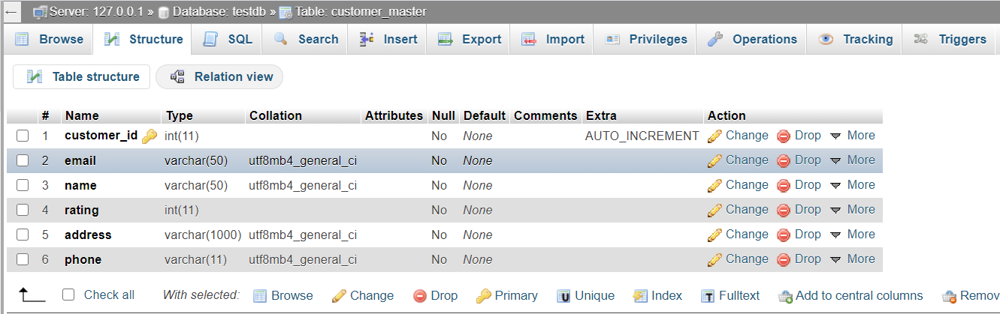 Server: 127.0.0.1 » Database: testdb » Table: customer_master
Browse Structure SQL Search Insert Export Import Privileges Operations Tracking Triggers
Table structure Relation view
# Name Type Collation Attributes Null Default Comments Extra Action
1 customer_id int(11) No None AUTO_INCREMENT Change Drop More
2 email varchar(50) utf8mb4_general_ci No None Change Drop More
3 name varchar(50) utf8mb4_general_ci No None Change Drop More
4 rating int(11) No None Change Drop More
5 address varchar(1000) utf8mb4_general_ci No None Change Drop More
6 phone varchar(11) utf8mb4_general_ci No None Change Drop More
Check all With selected: Browse Change Drop Primary Unique Index Fulltext Add to central columns Remov